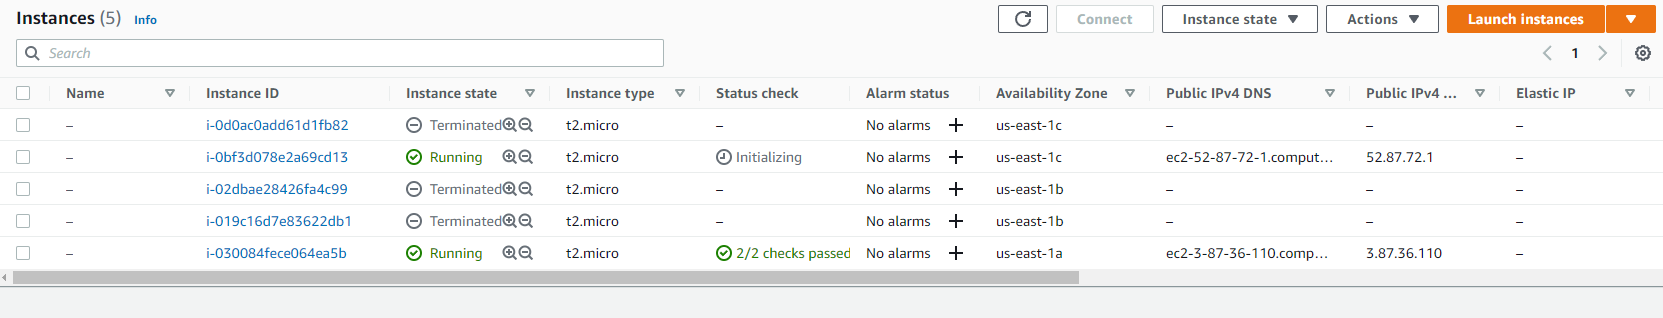 Instances (5) Info Connect Instance state Actions Launch instances
Search 1
Name Instance ID Instance state Instance type Status check Alarm status Availability Zone Public IPv4 DNS Public IPv4 ... Elastic IP
– i-0d0ac0add61d1fb82 Terminated t2.micro – No alarms + us-east-1c – – –
– i-0bf3d078e2a69cd13 Running t2.micro Initializing No alarms + us-east-1c ec2-52-87-72-1.comput... 52.87.72.1 –
– i-02dbae28426fa4c99 Terminated t2.micro – No alarms + us-east-1b – – –
– i-019c16d7e83622db1 Terminated t2.micro – No alarms + us-east-1b – – –
– i-030084fece064ea5b Running t2.micro 2/2 checks passed No alarms + us-east-1a ec2-3-87-36-110.comp... 3.87.36.110 –